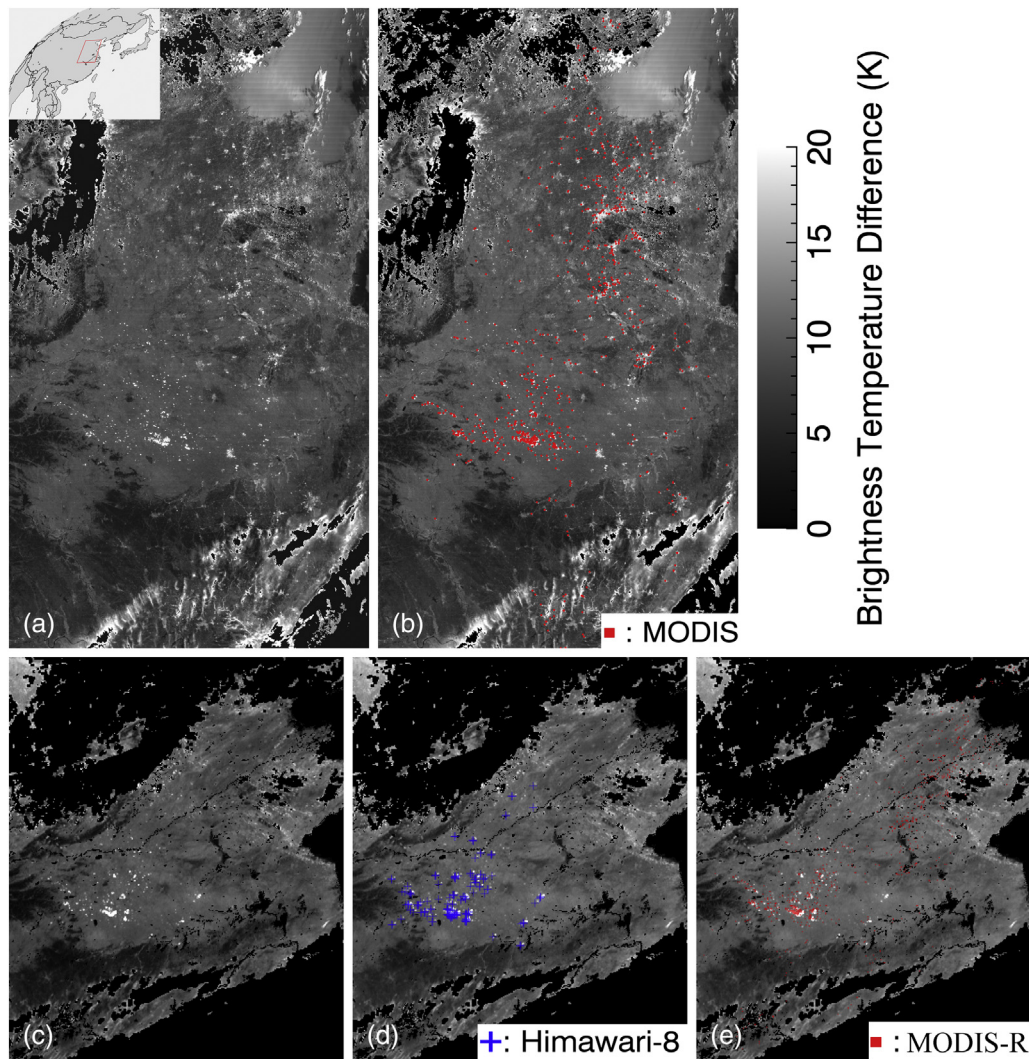 20
15
10
5
0
Brightness Temperature Difference (K)
(a)
(b)
: MODIS
(c)
(d)
: Himawari-8
(e)
: MODIS-R